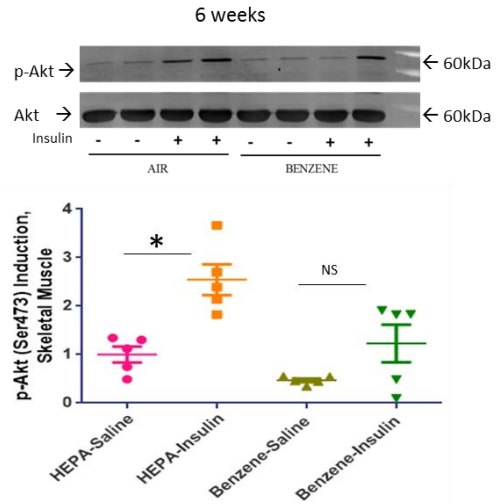 6 weeks
p-Akt → ← 60kDa
Akt → ← 60kDa
Insulin - - + + - - + +
AIR BENZENE
p-Akt (Ser473) Induction,
Skeletal Muscle
4
3
2
1
0
*
NS
HEPA-Saline
HEPA-Insulin
Benzene-Saline
Benzene-Insulin